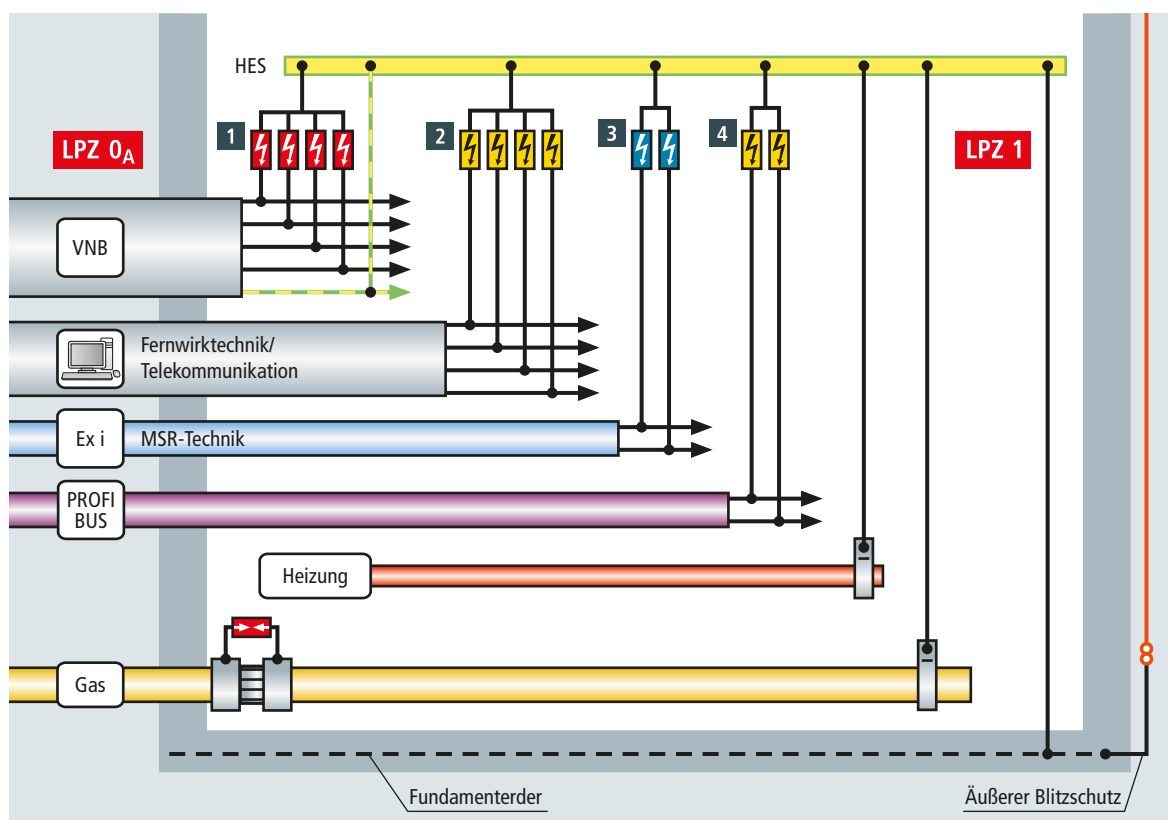 HES
1
2
3
4
LPZ 0A
LPZ 1
VNB
Fernwirktechnik/
Telekommunikation
Ex i
MSR-Technik
PROFI
BUS
Heizung
Gas
Fundamenterder
Äußerer Blitzschutz